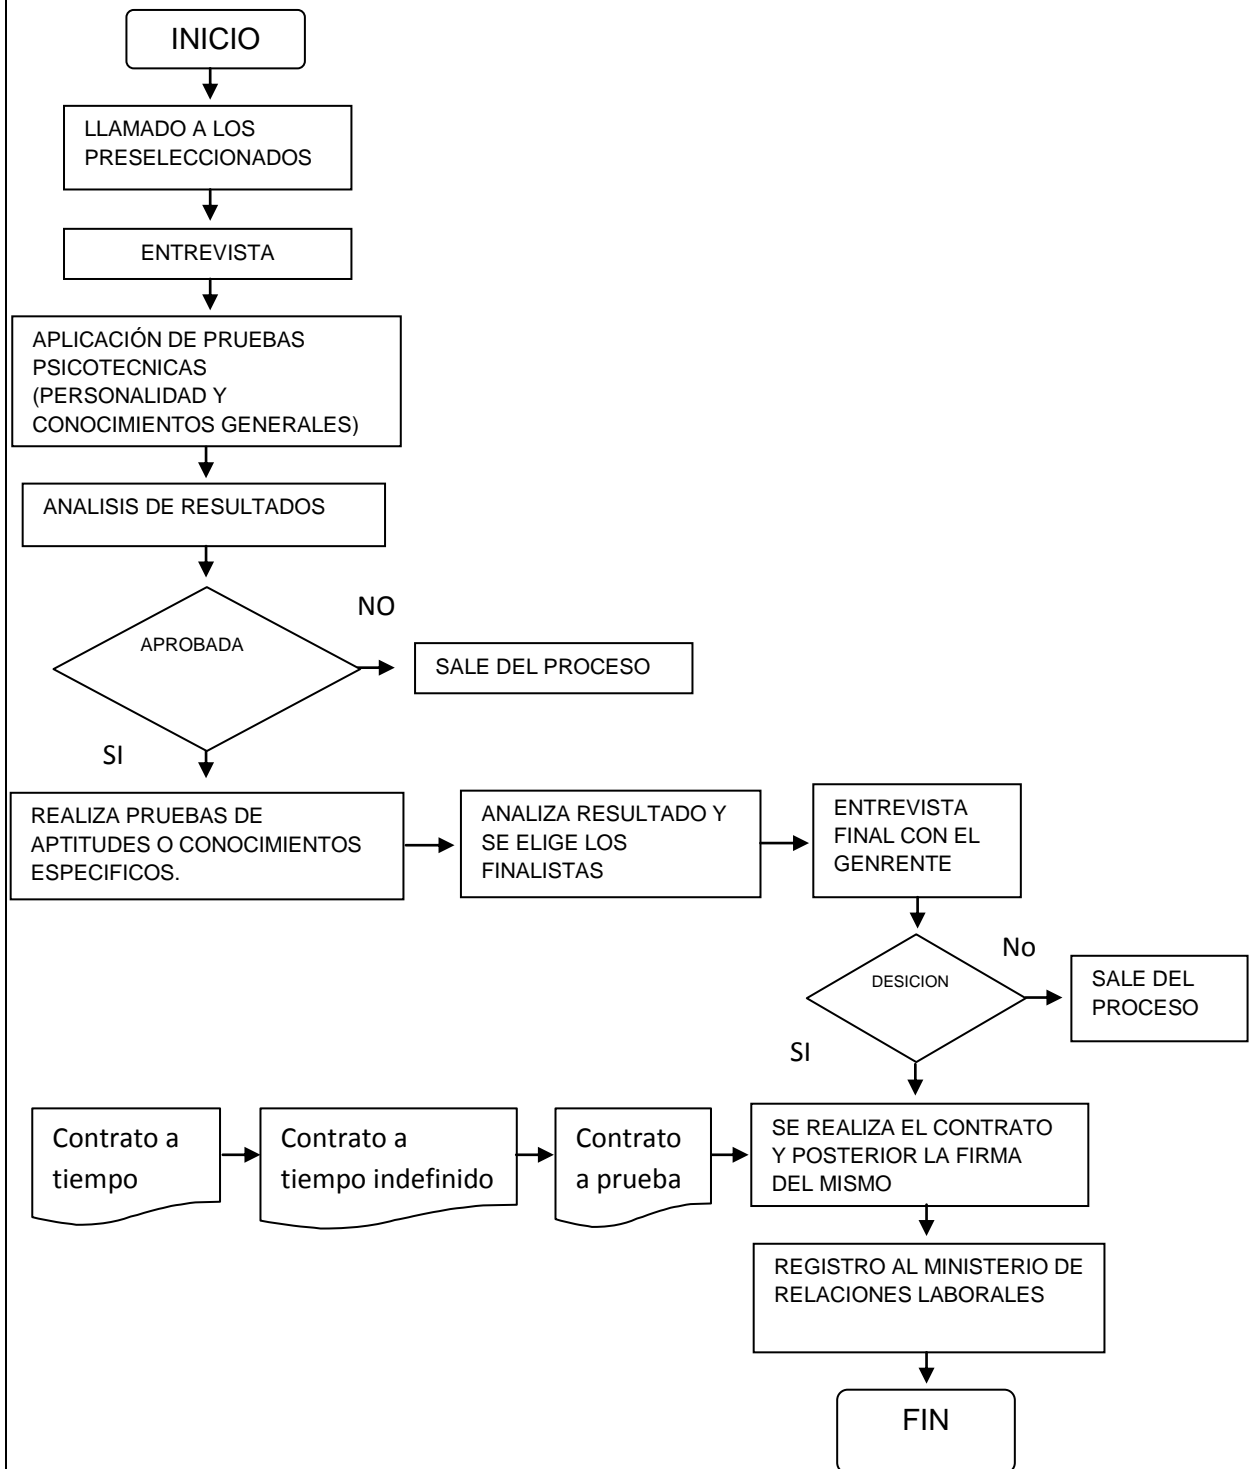 INICIO
LLAMADO A LOS
PRESELECCIONADOS
ENTREVISTA
APLICACIÓN DE PRUEBAS
PSICOTECNICAS
(PERSONALIDAD Y
CONOCIMIENTOS GENERALES)
ANALISIS DE RESULTADOS
APROBADA
NO
SALE DEL PROCESO
SI
REALIZA PRUEBAS DE
APTITUDES O CONOCIMIENTOS
ESPECIFICOS.
ANALIZA RESULTADO Y
SE ELIGE LOS
FINALISTAS
ENTREVISTA
FINAL CON EL
GENRENTE
DESICION
No
SALE DEL
PROCESO
SI
Contrato a
tiempo
Contrato a
tiempo indefinido
Contrato
a prueba
SE REALIZA EL CONTRATO
Y POSTERIOR LA FIRMA
DEL MISMO
REGISTRO AL MINISTERIO DE
RELACIONES LABORALES
FIN